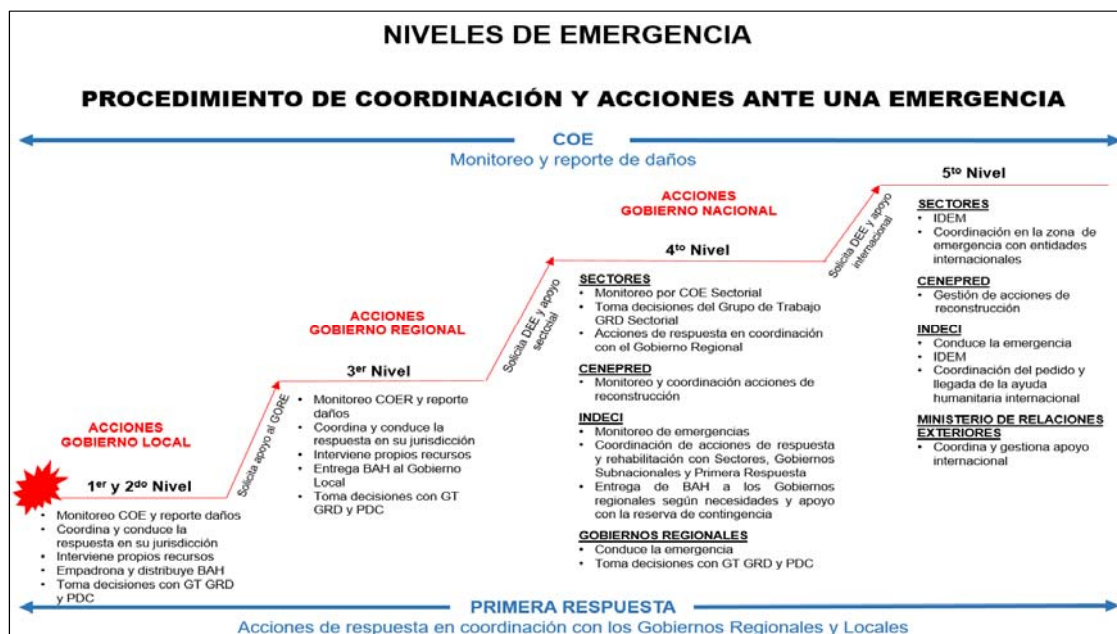 NIVELES DE EMERGENCIA
PROCEDIMIENTO DE COORDINACIÓN Y ACCIONES ANTE UNA EMERGENCIA
COE
Monitoreo y reporte de daños
ACCIONES
GOBIERNO LOCAL
1er y 2do Nivel
• Monitoreo COE y reporte daños
• Coordina y conduce la
respuesta en su jurisdicción
• Interviene propios recursos
• Empadrona y distribuye BAH
• Toma decisiones con GT GRD
y PDC
Solicita apoyo al GORE
ACCIONES
GOBIERNO REGIONAL
3er Nivel
• Monitoreo COER y reporte
daños
• Coordina y conduce la
respuesta en su jurisdicción
• Interviene propios recursos
• Entrega BAH al Gobierno
Local
• Toma decisiones con GT
GRD y PDC
Solicita DEE y apoyo
sectorial
ACCIONES
GOBIERNO NACIONAL
4to Nivel
SECTORES
• Monitoreo por COE Sectorial
• Toma decisiones del Grupo de Trabajo
GRD Sectorial
• Acciones de respuesta en coordinación
con el Gobierno Regional
CENEPRED
• Monitoreo y coordinación acciones de
reconstrucción
INDECI
• Monitoreo de emergencias
• Coordinación de acciones de respuesta
y rehabilitación con Sectores, Gobiernos
Subnacionales y Primera Respuesta
• Entrega de BAH a los Gobiernos
regionales según necesidades y apoyo
con la reserva de contingencia
GOBIERNOS REGIONALES
• Conduce la emergencia
• Toma decisiones con GT GRD y PDC
Solicita DEE y apoyo
internacional
5to Nivel
SECTORES
• IDEM
• Coordinación en la zona de
emergencia con entidades
internacionales
CENEPRED
• Gestión de acciones de
reconstrucción
INDECI
• Conduce la emergencia
• IDEM
• Coordinación del pedido y
llegada de la ayuda
humanitaria internacional
MINISTERIO DE RELACIONES
EXTERIORES
• Coordina y gestiona apoyo
internacional
PRIMERA RESPUESTA
Acciones de respuesta en coordinación con los Gobiernos Regionales y Locales